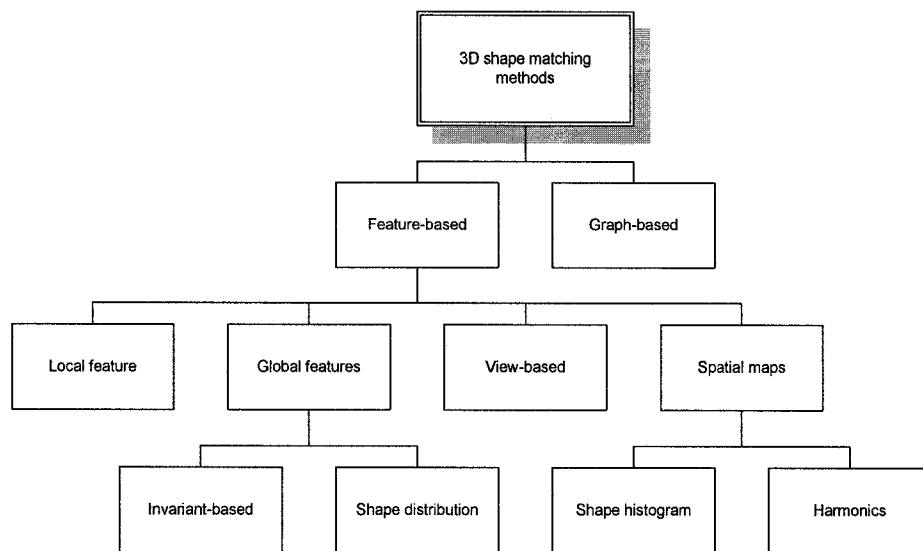 3D shape matching
methods
Feature-based
Graph-based
Local feature
Global features
View-based
Spatial maps
Invariant-based
Shape distribution
Shape histogram
Harmonics